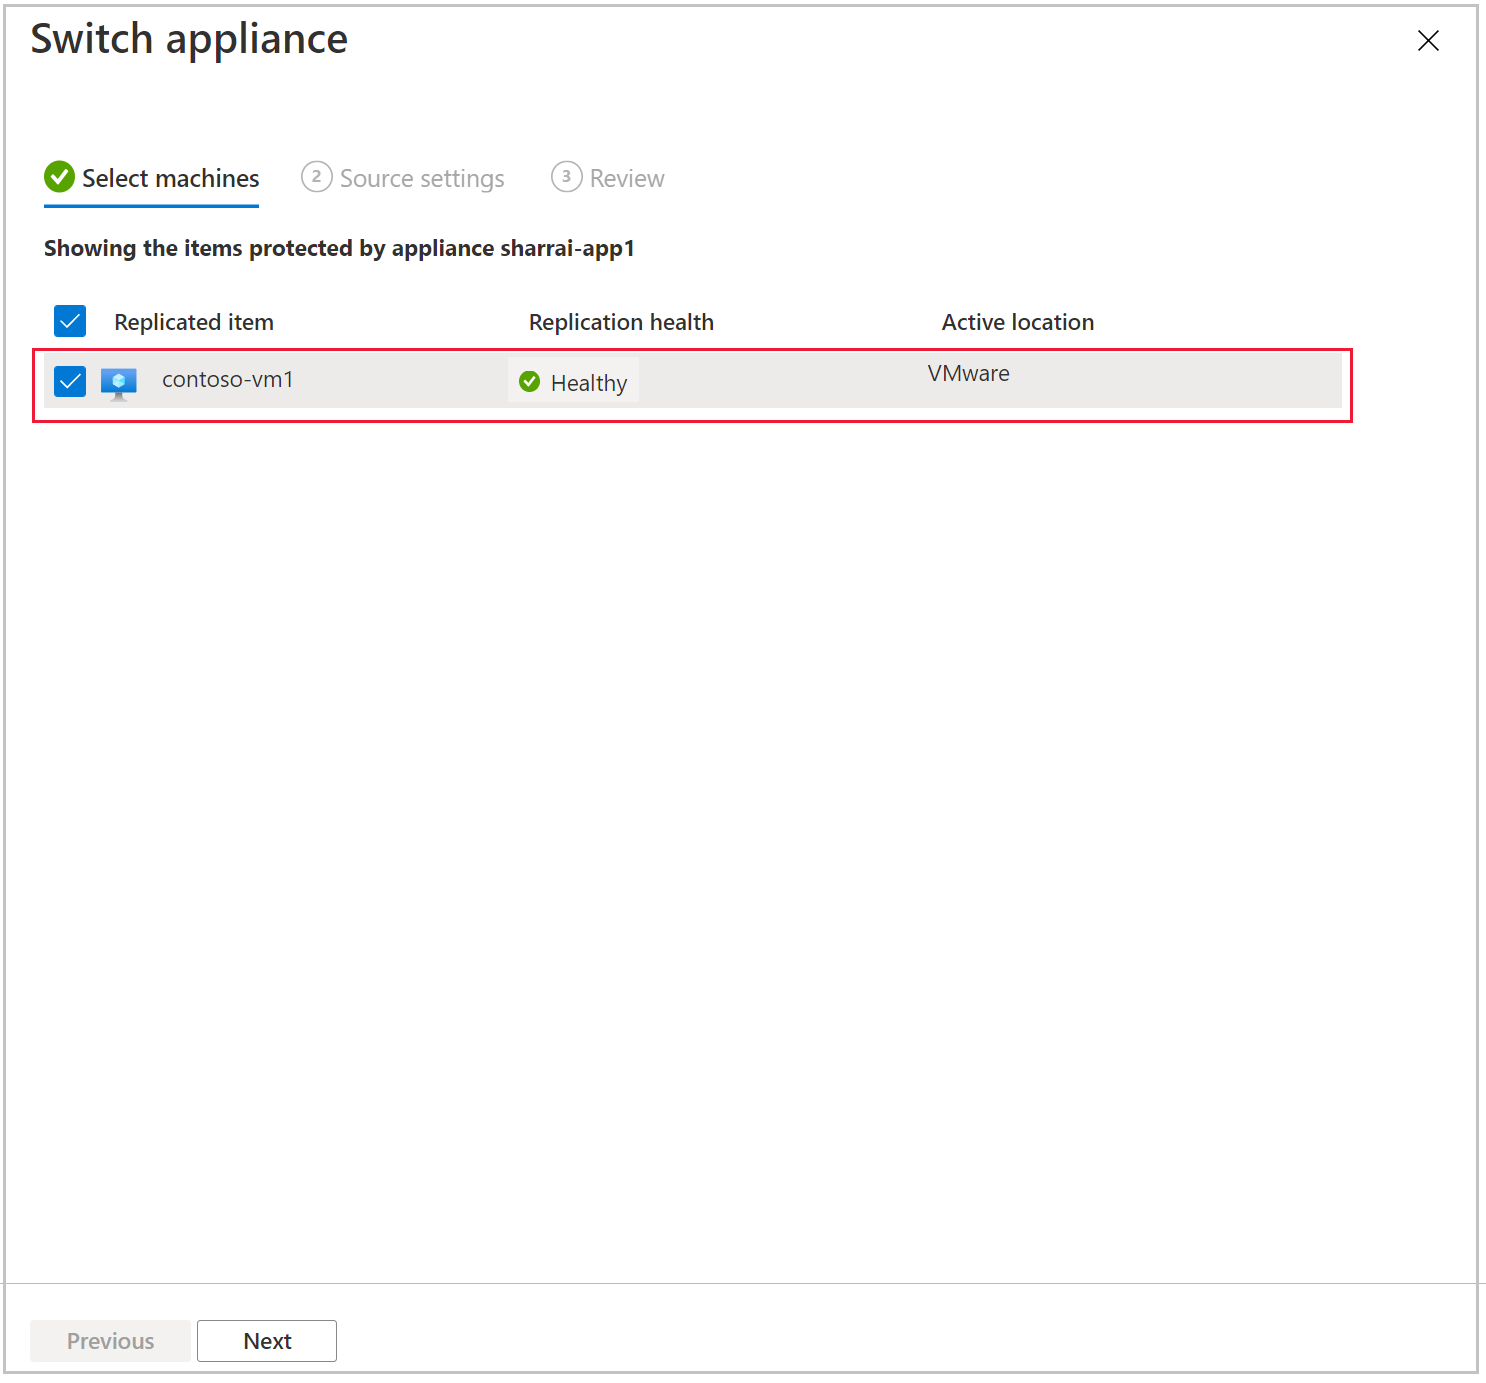 Switch appliance
Select machines
2 Source settings
3 Review
Showing the items protected by appliance sharrai-app1
Replicated item Replication health Active location
contoso-vm1 Healthy VMware
Previous Next